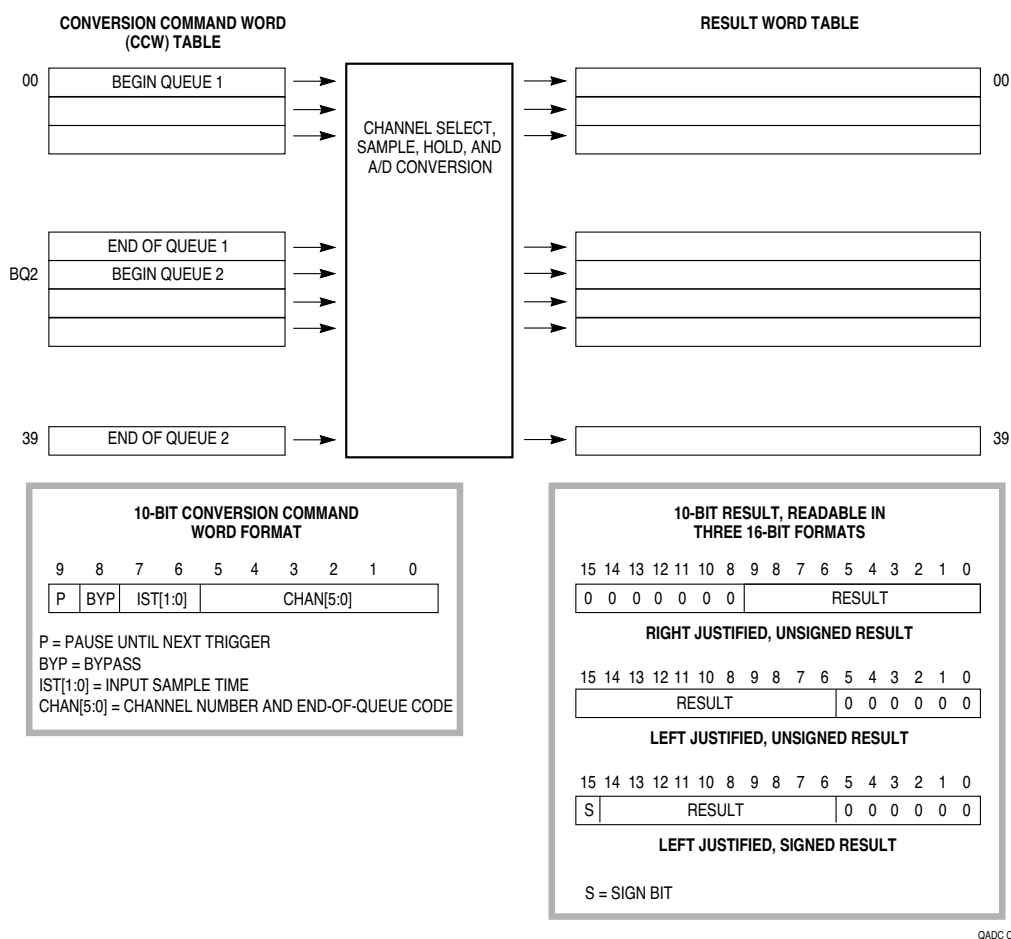 CONVERSION COMMAND WORD
(CCW) TABLE
RESULT WORD TABLE
00 BEGIN QUEUE 1 00
CHANNEL SELECT,
SAMPLE, HOLD, AND
A/D CONVERSION
END OF QUEUE 1
BQ2 BEGIN QUEUE 2
39 END OF QUEUE 2 39
10-BIT CONVERSION COMMAND
WORD FORMAT
9 8 7 6 5 4 3 2 1 0
P BYP IST[1:0] CHAN[5:0]
P = PAUSE UNTIL NEXT TRIGGER
BYP = BYPASS
IST[1:0] = INPUT SAMPLE TIME
CHAN[5:0] = CHANNEL NUMBER AND END-OF-QUEUE CODE
10-BIT RESULT, READABLE IN
THREE 16-BIT FORMATS
15 14 13 12 11 10 8 9 8 7 6 5 4 3 2 1 0
0 0 0 0 0 0 0 RESULT
RIGHT JUSTIFIED, UNSIGNED RESULT
15 14 13 12 11 10 8 9 8 7 6 5 4 3 2 1 0
RESULT 0 0 0 0 0 0
LEFT JUSTIFIED, UNSIGNED RESULT
15 14 13 12 11 10 8 9 8 7 6 5 4 3 2 1 0
S RESULT 0 0 0 0 0 0
LEFT JUSTIFIED, SIGNED RESULT
S = SIGN BIT
QADC